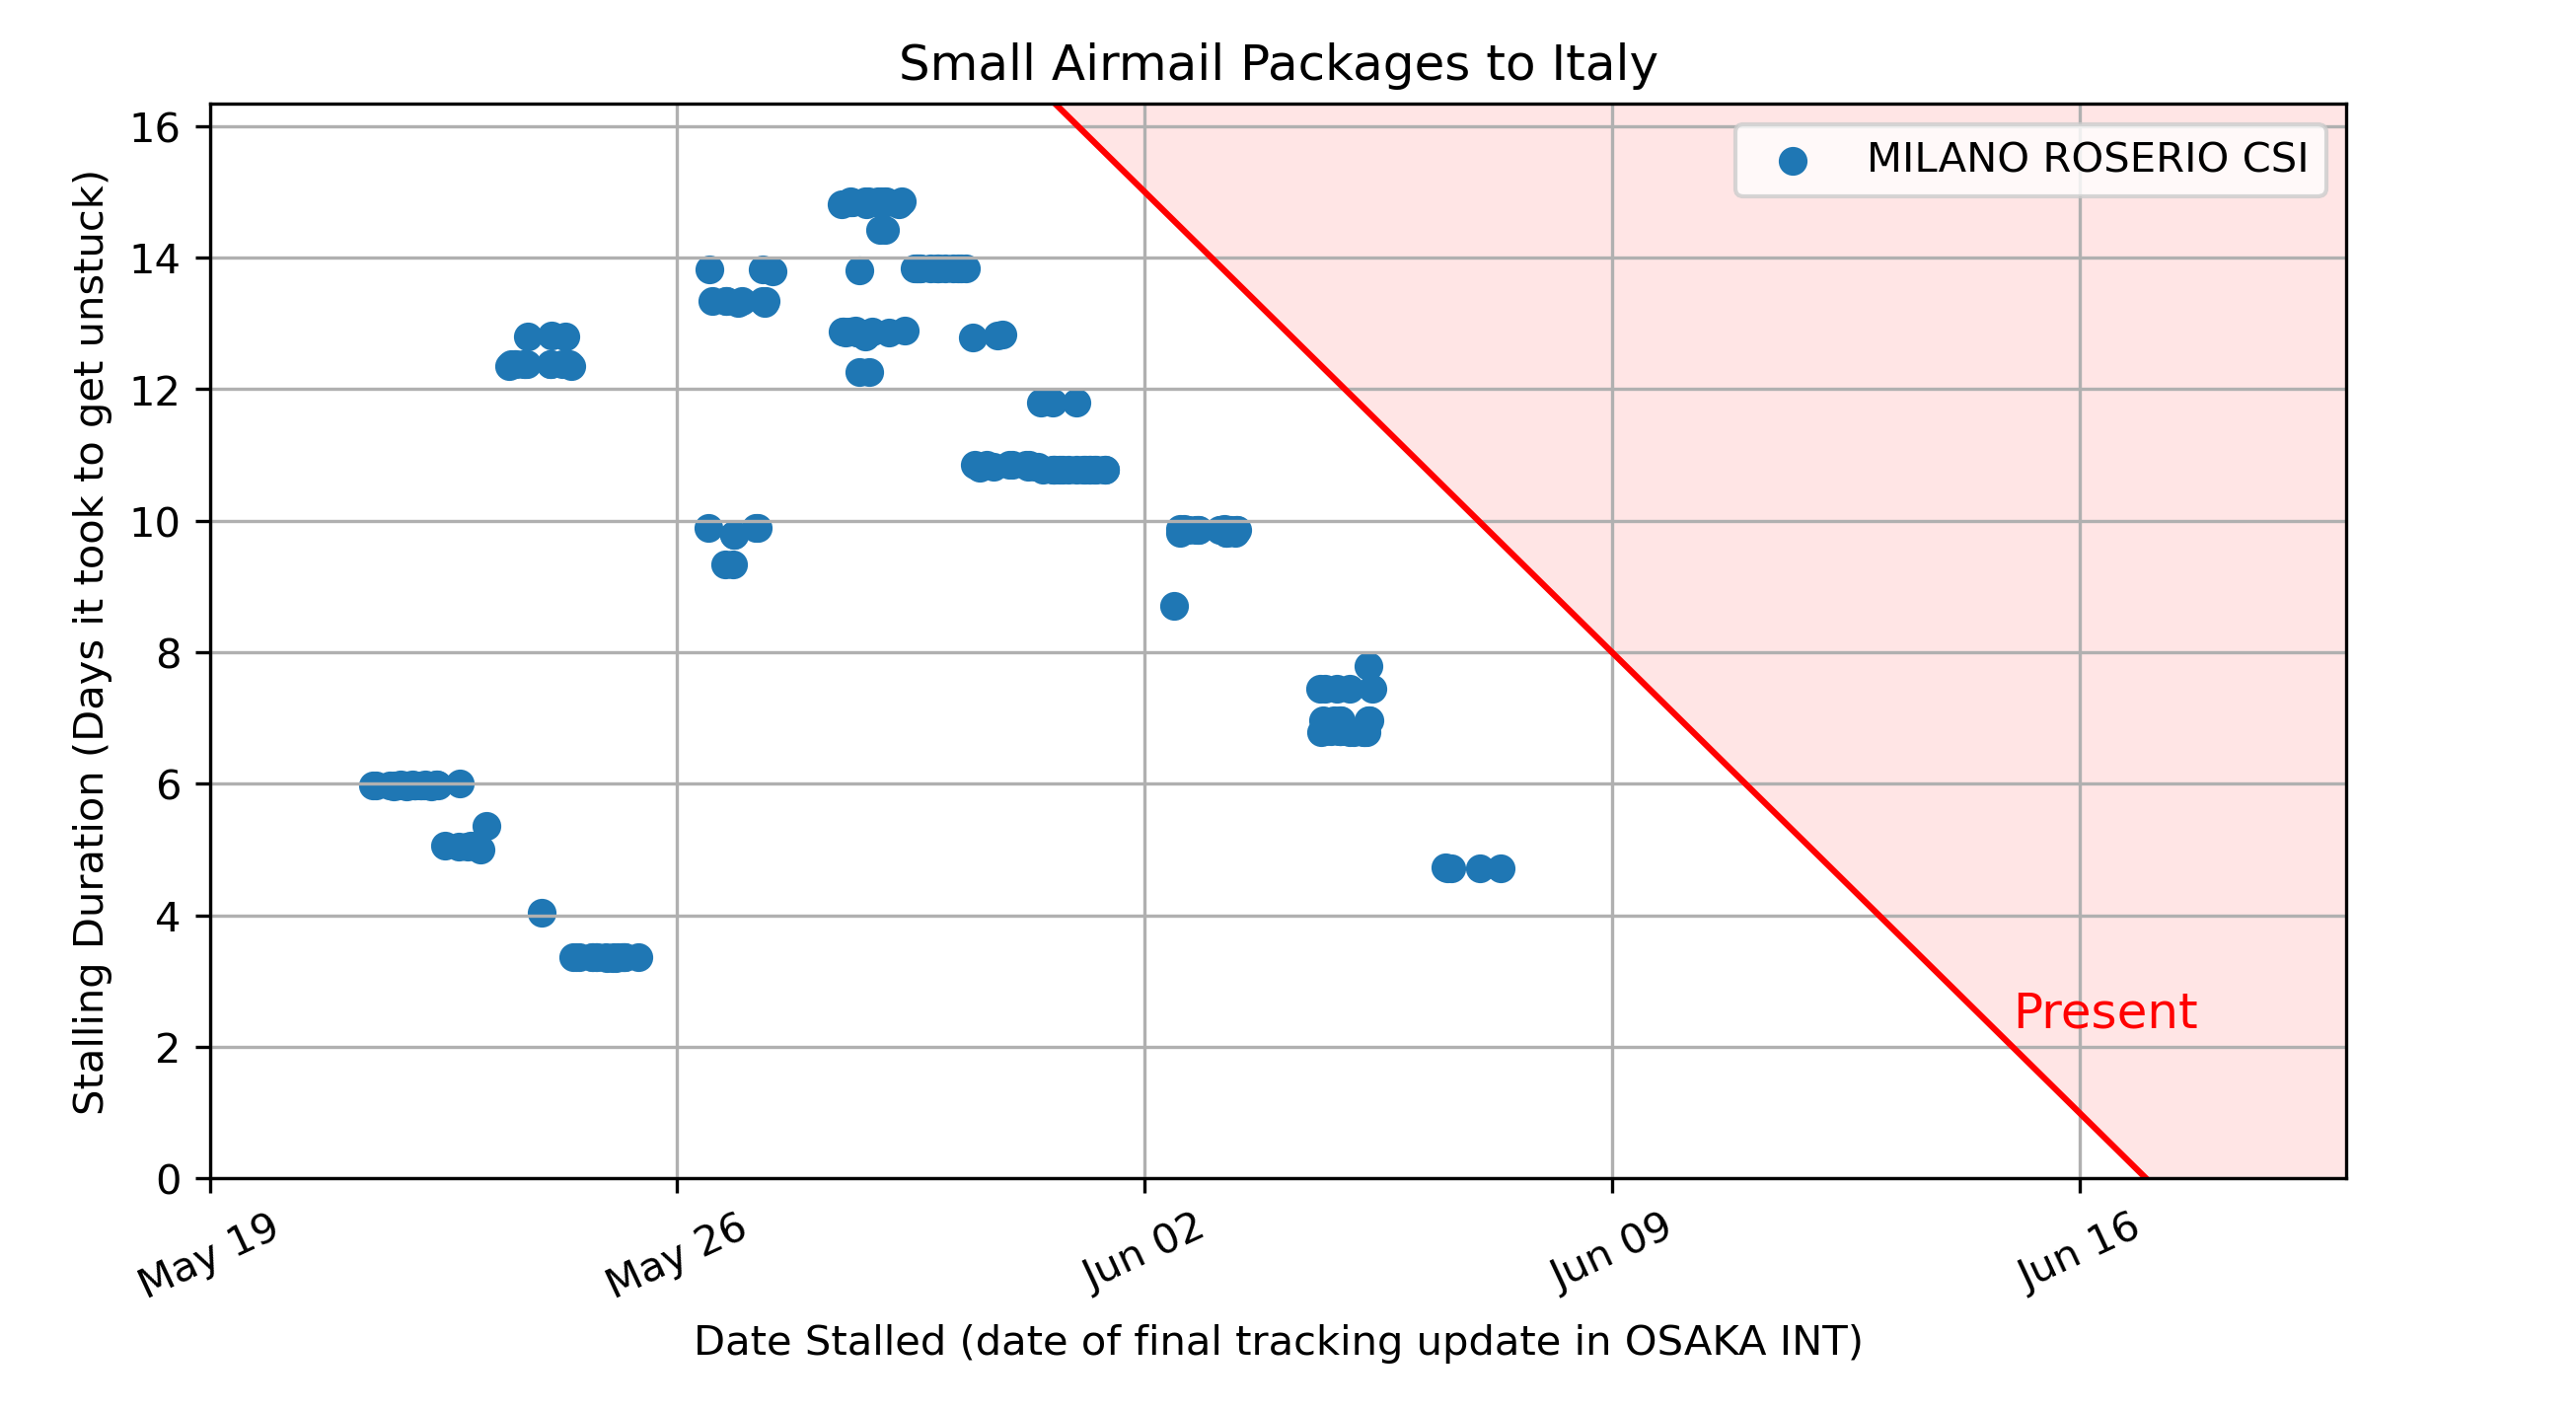 Small Airmail Packages to Italy
MILANO ROSERIO CSI
Stalling Duration (Days it took to get unstuck)
16
14
12
10
8
6
4
2
0
Present
May 19
May 26
Jun 02
Jun 09
Jun 16
Date Stalled (date of final tracking update in OSAKA INT)